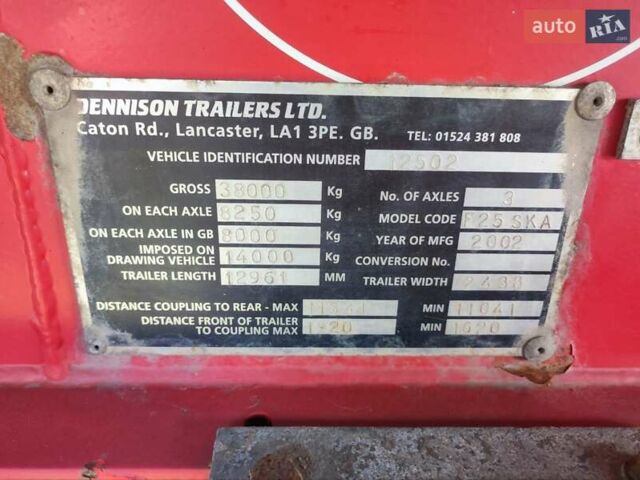 auto RIA .com
DENNISON TRAILERS LTD.
Caton Rd., Lancaster, LA1 3PE. GB. TEL: 01524 381 808
VEHICLE IDENTIFICATION NUMBER 12502
GROSS 38000 Kg No. OF AXLES 3
ON EACH AXLE 8250 Kg MODEL CODE F25 SKA
ON EACH AXLE IN GB 8000 Kg YEAR OF MFG 2002
IMPOSED ON DRAWING VEHICLE 14000 Kg CONVERSION No.
TRAILER LENGTH 12961 MM TRAILER WIDTH
DISTANCE COUPLING TO REAR - MAX MIN 11041
DISTANCE FRONT OF TRAILER TO COUPLING MAX MIN 1620